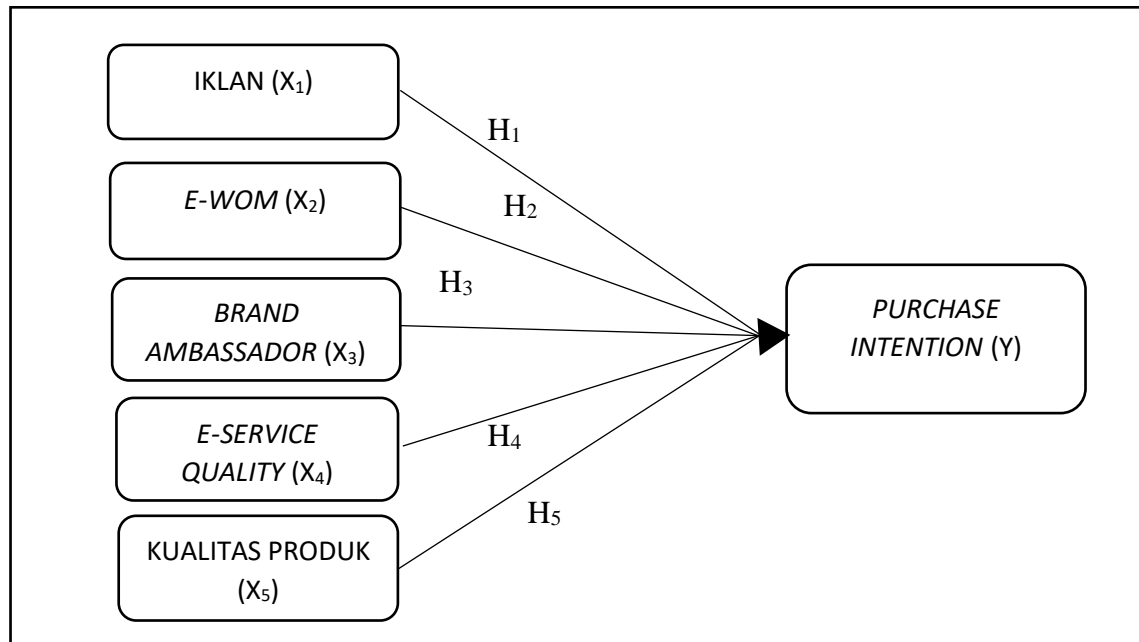 IKLAN (X₁)
H₁
E-WOM (X₂)
H₂
H₃
BRAND
AMBASSADOR (X₃)
PURCHASE
INTENTION (Y)
E-SERVICE
QUALITY (X₄)
H₄
H₅
KUALITAS PRODUK
(X₅)